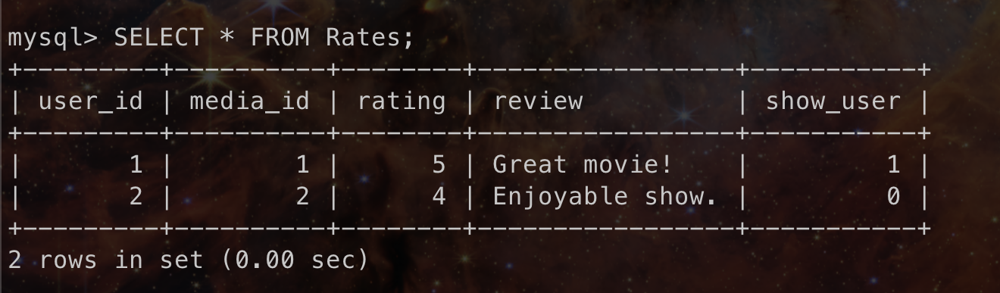 mysql> SELECT * FROM Rates;
+---------+----------+--------+-----------------+-----------+
| user_id | media_id | rating | review          | show_user |
+---------+----------+--------+-----------------+-----------+
|       1 |        1 |      5 | Great movie!    |         1 |
|       2 |        2 |      4 | Enjoyable show. |         0 |
+---------+----------+--------+-----------------+-----------+
2 rows in set (0.00 sec)